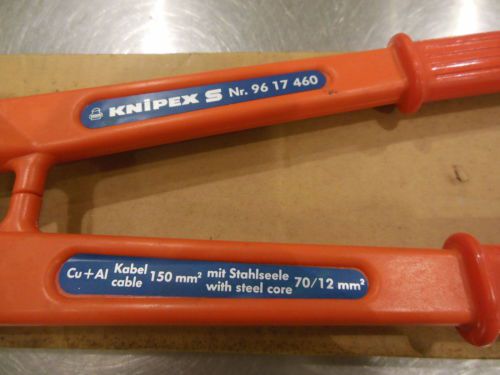 KNIPEX S Nr. 96 17 460
Cu+Al Kabel 150 mm² mit Stahlseele 70/12 mm²
cable with steel core